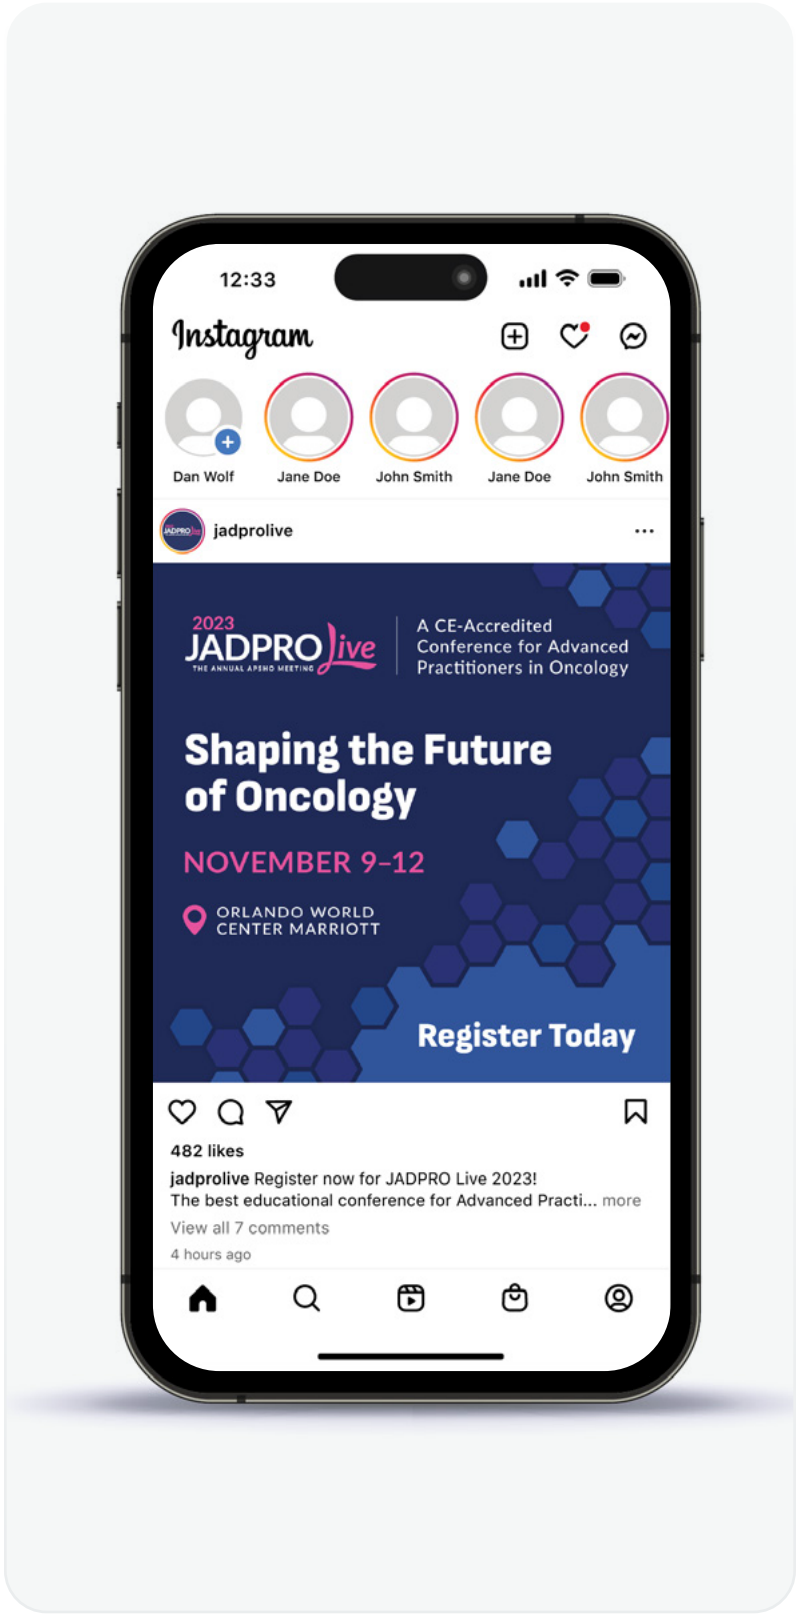 12:33
Instagram
Dan Wolf
Jane Doe
John Smith
Jane Doe
John Smith
JADPRO Live
jadprolive
2023
JADPRO Live
THE ANNUAL APSHO MEETING
A CE-Accredited
Conference for Advanced
Practitioners in Oncology
Shaping the Future
of Oncology
NOVEMBER 9–12
ORLANDO WORLD
CENTER MARRIOTT
Register Today
482 likes
jadprolive Register now for JADPRO Live 2023!
The best educational conference for Advanced Practi... more
View all 7 comments
4 hours ago